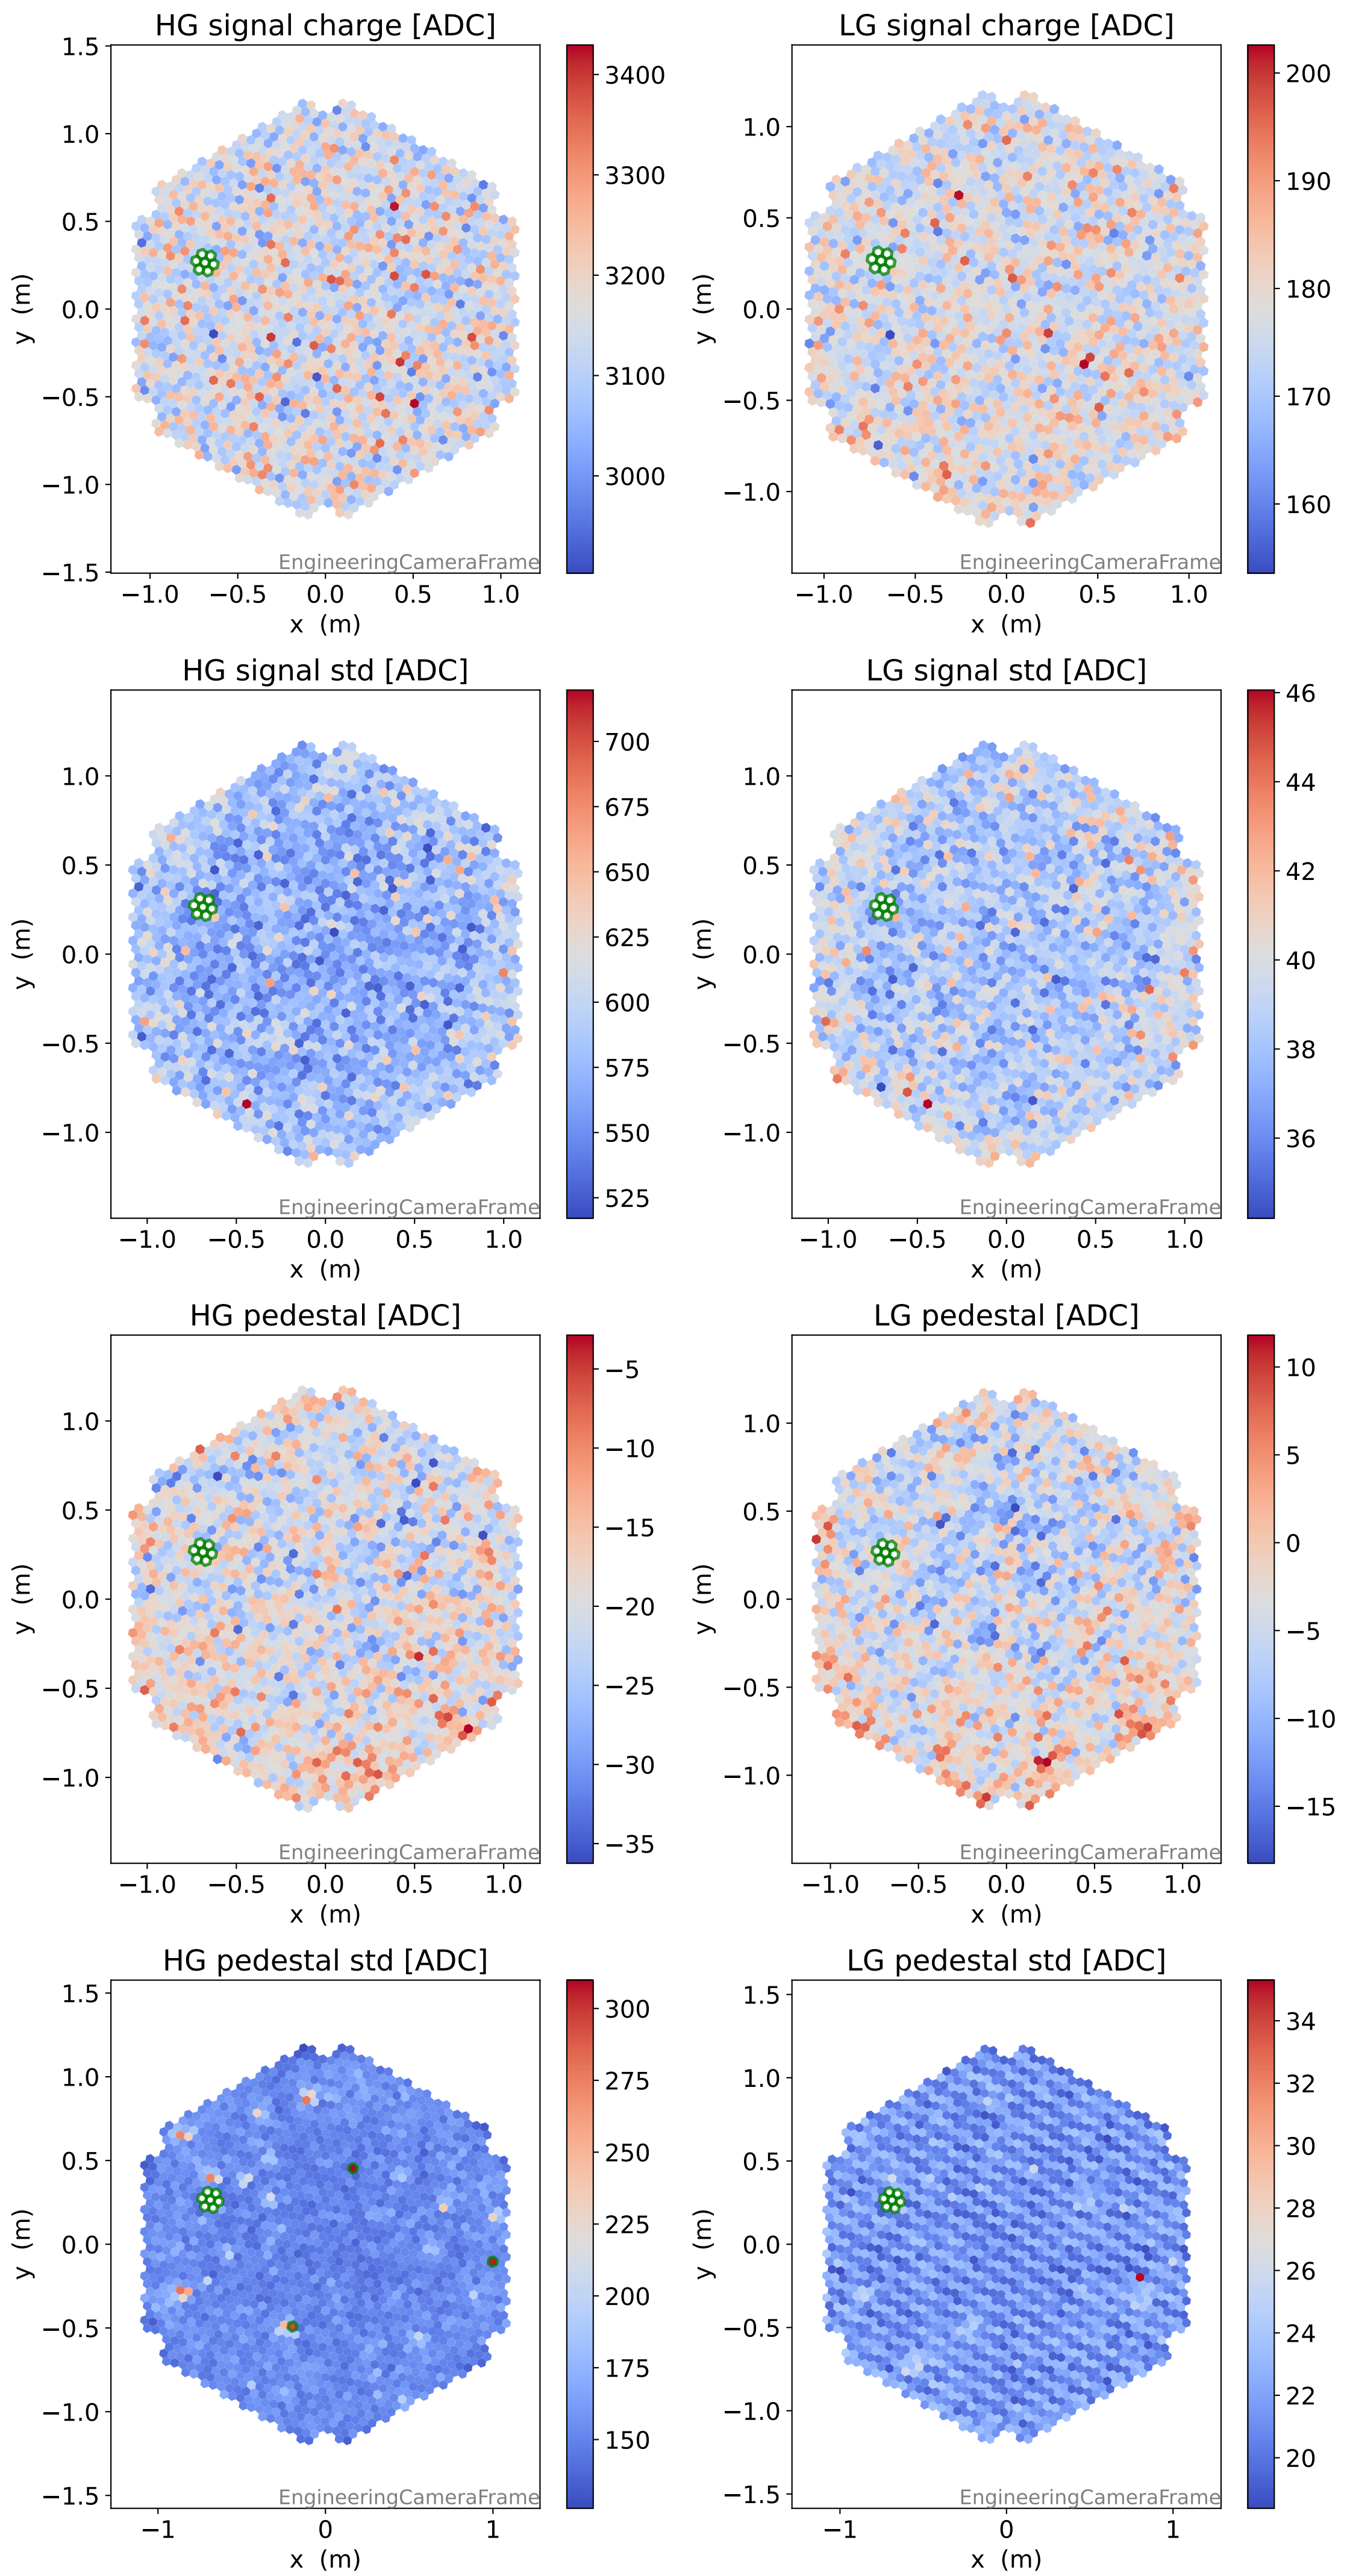 HG signal charge [ADC]
1.5
1.0
0.5
0.0
−0.5
−1.0
−1.5
y (m)
−1.0 −0.5 0.0 0.5 1.0
x (m)
EngineeringCameraFrame
3400
3300
3200
3100
3000
LG signal charge [ADC]
1.0
0.5
0.0
−0.5
−1.0
y (m)
−1.0 −0.5 0.0 0.5 1.0
x (m)
EngineeringCameraFrame
200
190
180
170
160
HG signal std [ADC]
1.0
0.5
0.0
−0.5
−1.0
y (m)
−1.0 −0.5 0.0 0.5 1.0
x (m)
EngineeringCameraFrame
700
675
650
625
600
575
550
525
LG signal std [ADC]
1.0
0.5
0.0
−0.5
−1.0
y (m)
−1.0 −0.5 0.0 0.5 1.0
x (m)
EngineeringCameraFrame
46
44
42
40
38
36
HG pedestal [ADC]
1.0
0.5
0.0
−0.5
−1.0
y (m)
−1.0 −0.5 0.0 0.5 1.0
x (m)
EngineeringCameraFrame
−5
−10
−15
−20
−25
−30
−35
LG pedestal [ADC]
1.0
0.5
0.0
−0.5
−1.0
y (m)
−1.0 −0.5 0.0 0.5 1.0
x (m)
EngineeringCameraFrame
10
5
0
−5
−10
−15
HG pedestal std [ADC]
1.5
1.0
0.5
0.0
−0.5
−1.0
−1.5
y (m)
−1 0 1
x (m)
EngineeringCameraFrame
300
275
250
225
200
175
150
LG pedestal std [ADC]
1.5
1.0
0.5
0.0
−0.5
−1.0
−1.5
y (m)
−1 0 1
x (m)
EngineeringCameraFrame
34
32
30
28
26
24
22
20